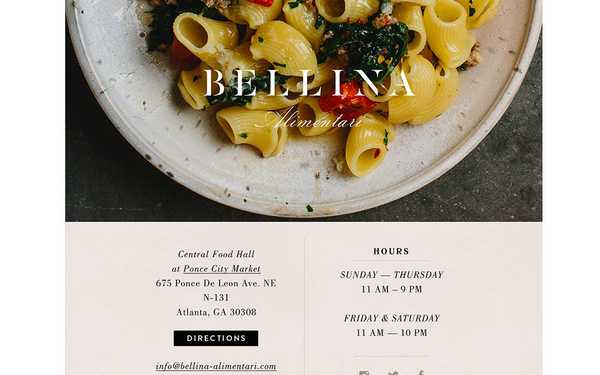 BELLINA
Alimentari
Central Food Hall
at Ponce City Market
675 Ponce De Leon Ave. NE
N-131
Atlanta, GA 30308
DIRECTIONS
info@bellina-alimentari.com
HOURS
SUNDAY — THURSDAY
11 AM – 9 PM
FRIDAY & SATURDAY
11 AM — 10 PM